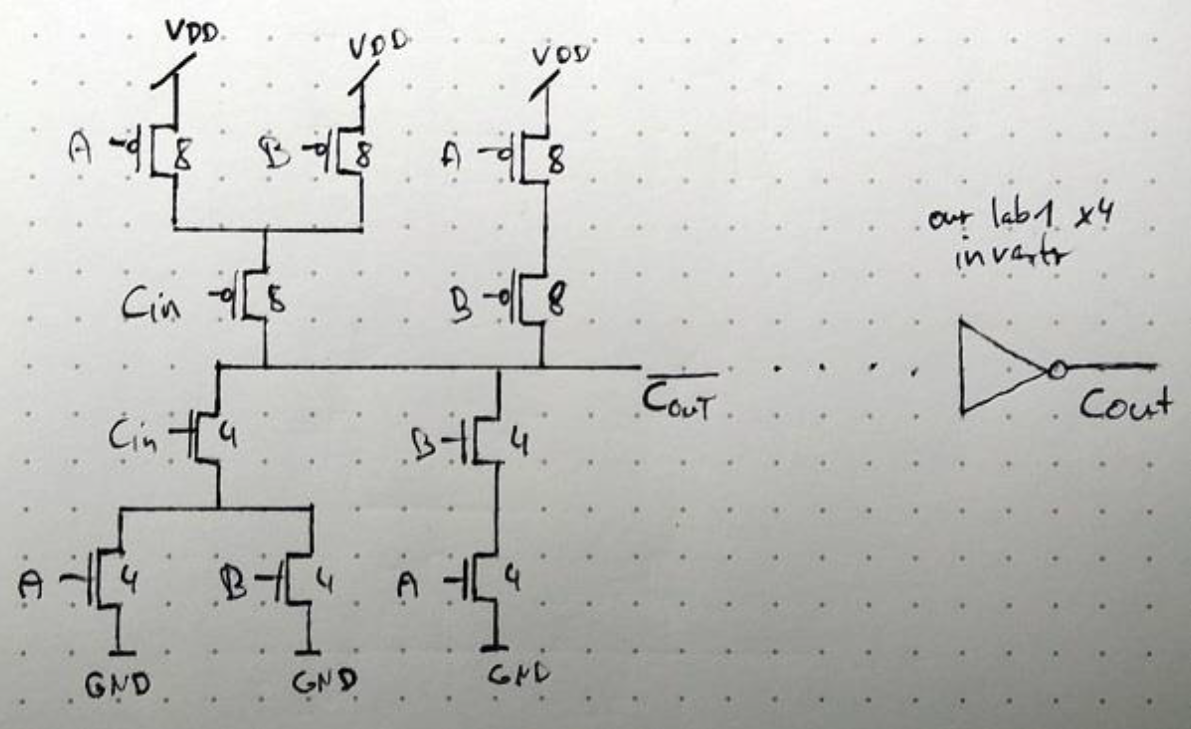 VDD
VDD
VDD
A 8
B 8
A 8
our lab1 x4
invertr
Cin 8
B 8
Cin 4
B 4
COUT
Cout
A 4
B 4
A 4
GND
GND
GND